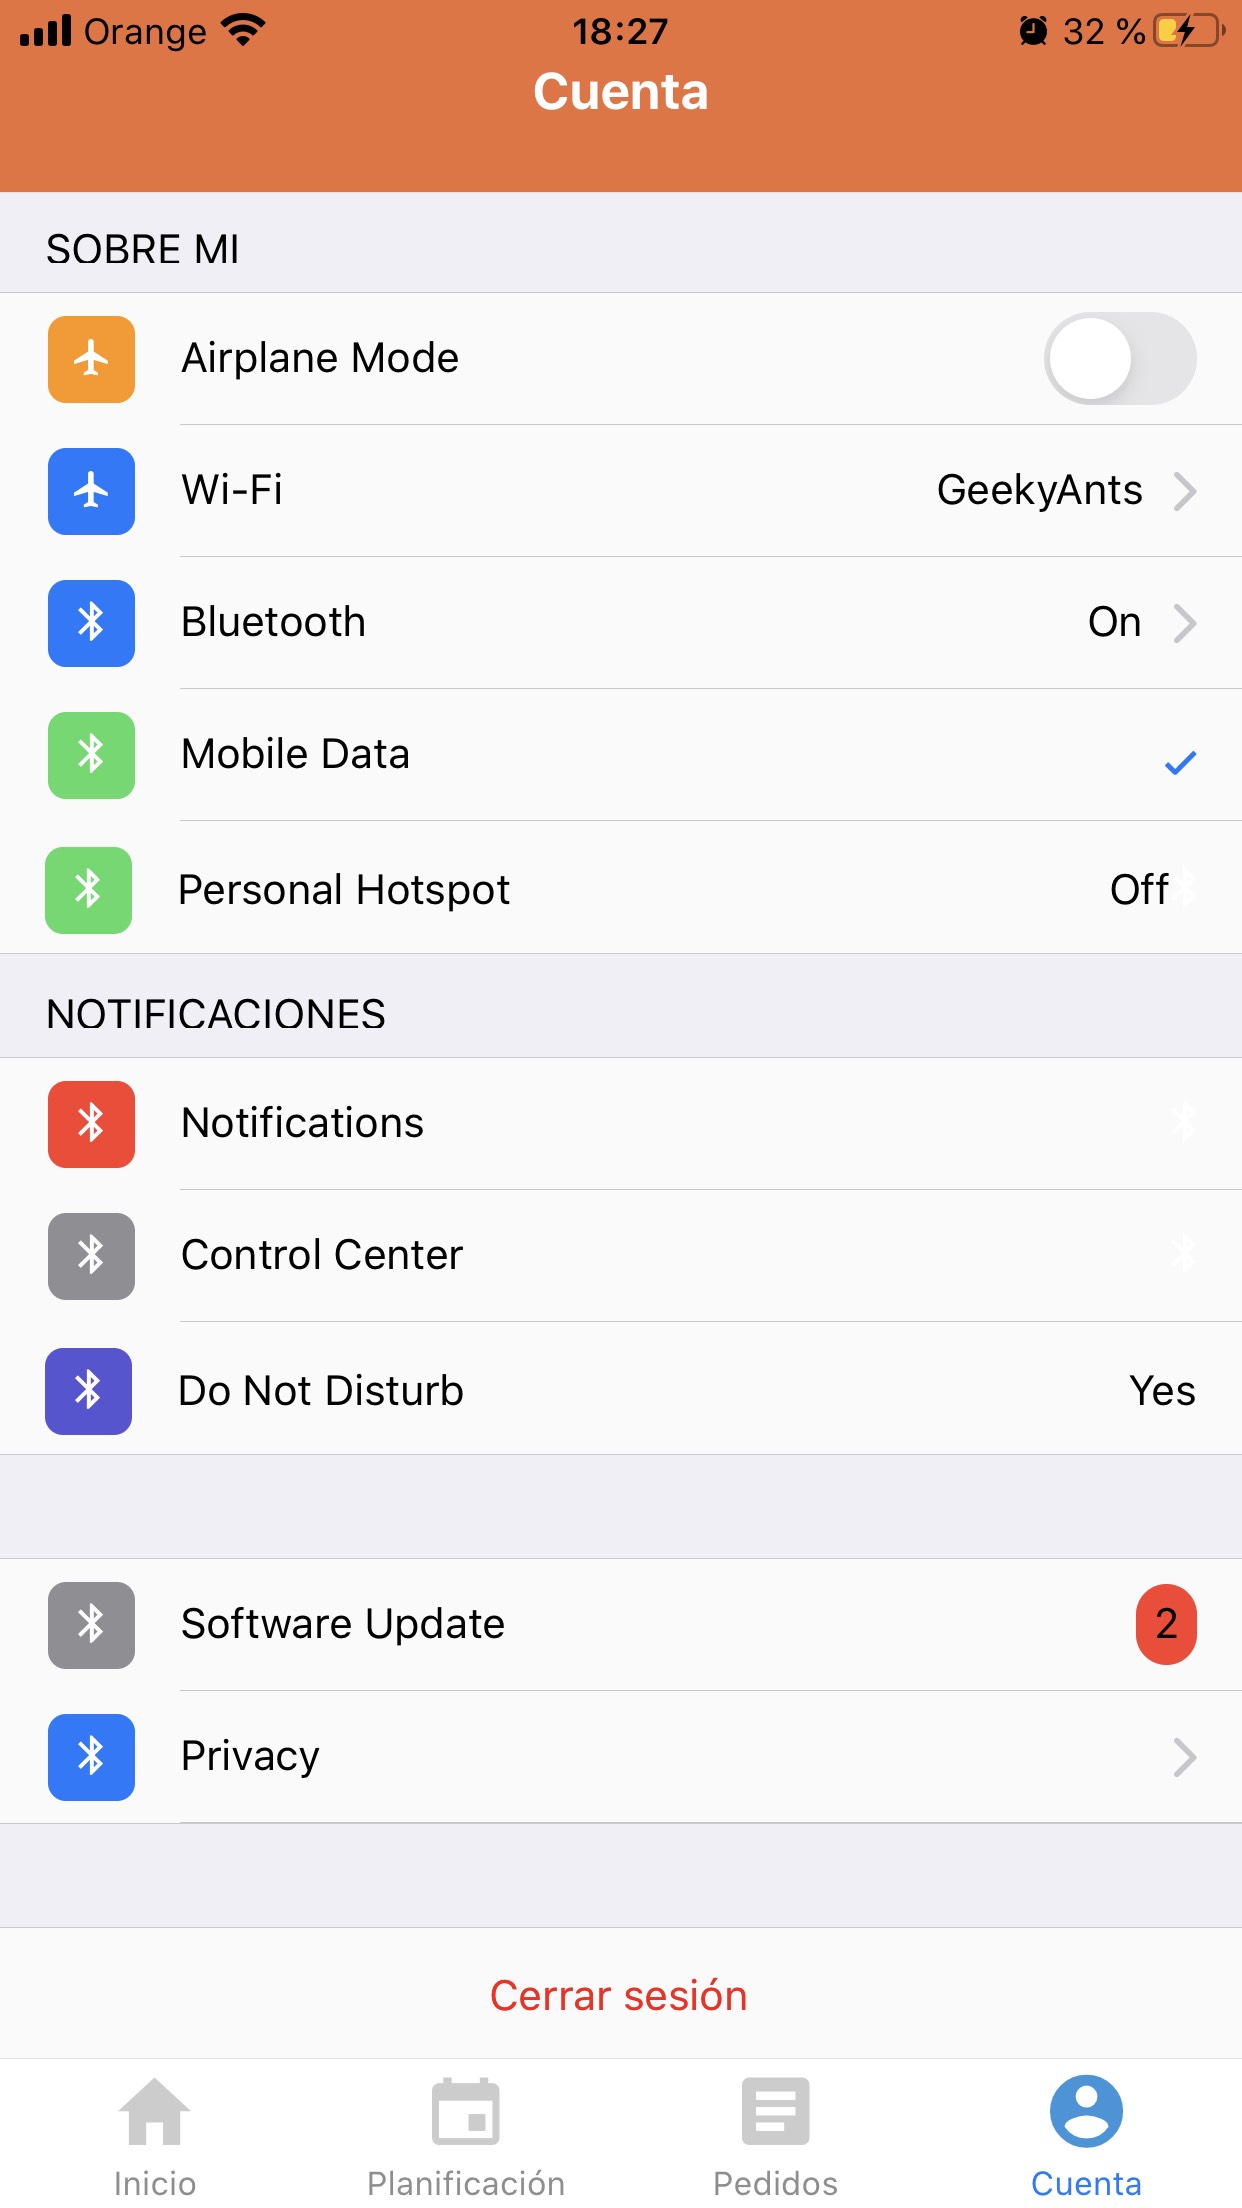 Orange 18:27 32 %
Cuenta
SOBRE MI
Airplane Mode
Wi-Fi GeekyAnts
Bluetooth On
Mobile Data
Personal Hotspot Off
NOTIFICACIONES
Notifications
Control Center
Do Not Disturb Yes
Software Update 2
Privacy
Cerrar sesión
Inicio Planificación Pedidos Cuenta